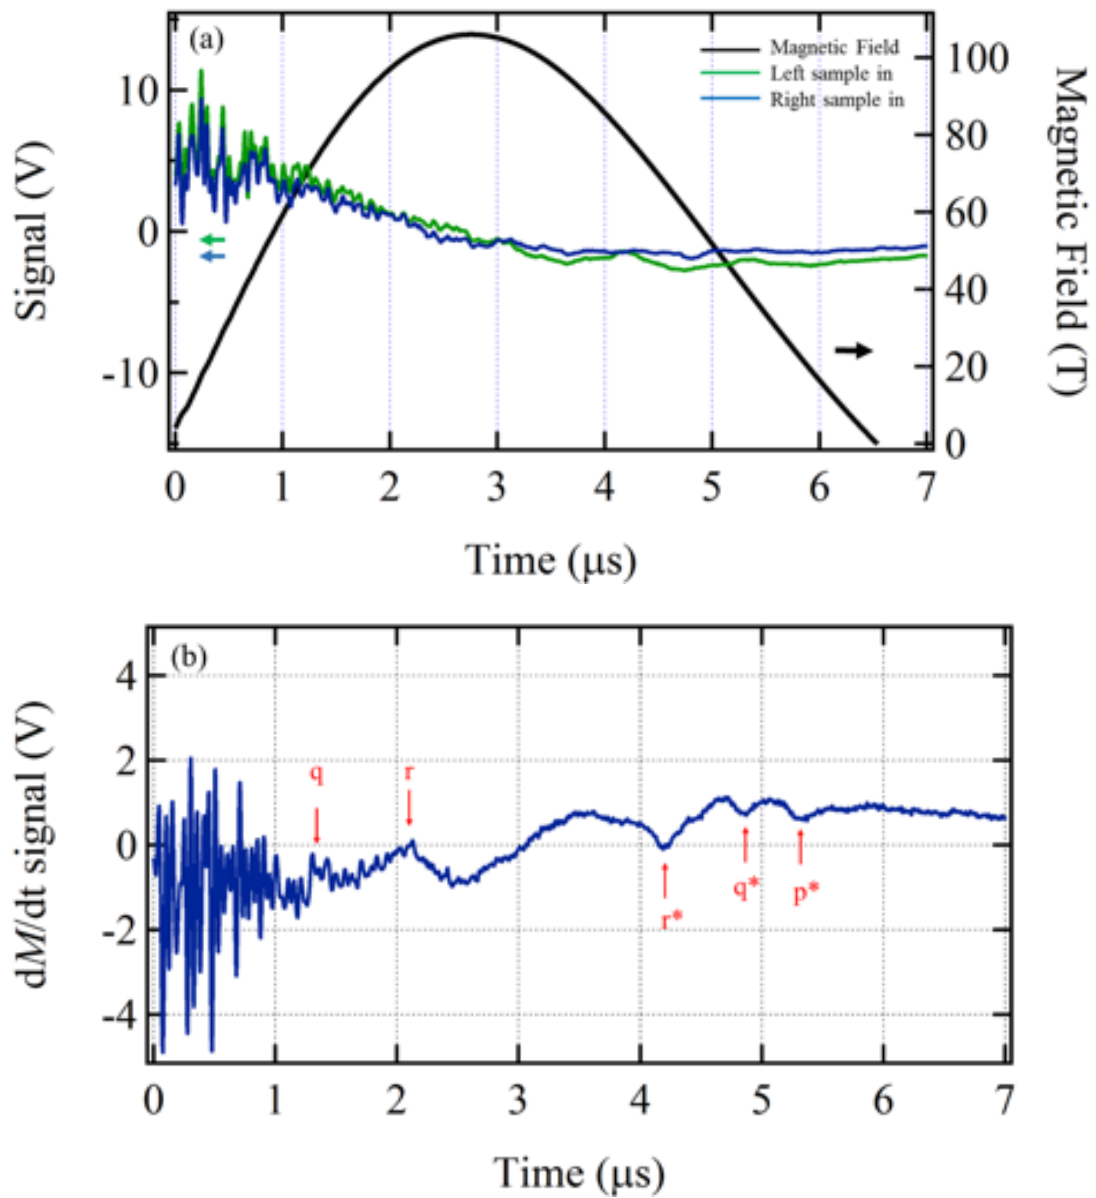 (a)
Magnetic Field
Left sample in
Right sample in
10
0
-10
Signal (V)
100
80
60
40
20
0
Magnetic Field (T)
0 1 2 3 4 5 6 7
Time (μs)
(b)
4
2
0
-2
-4
dM/dt signal (V)
q
r
r*
q*
p*
0 1 2 3 4 5 6 7
Time (μs)